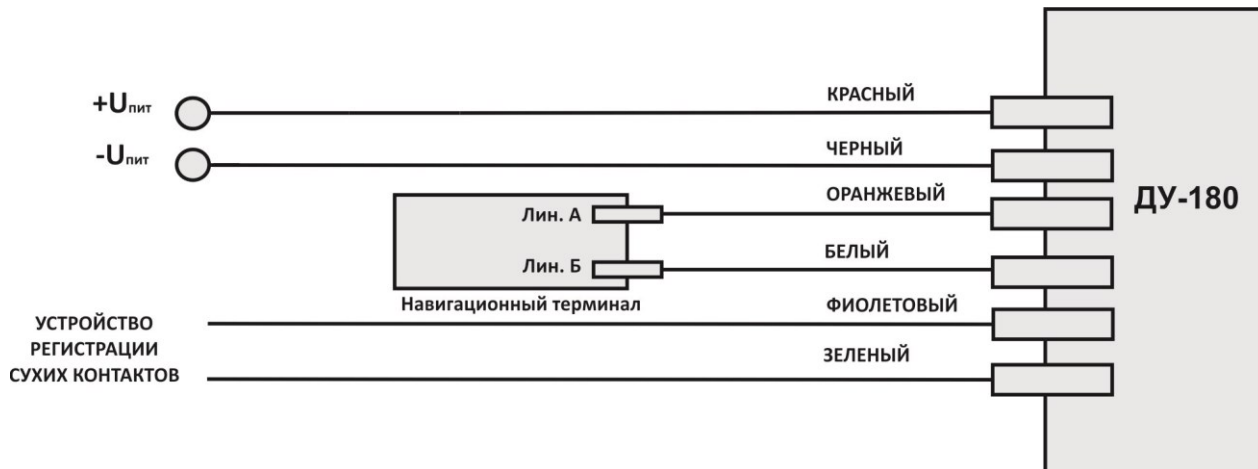 +Uпит
КРАСНЫЙ
-Uпит
ЧЕРНЫЙ
ОРАНЖЕВЫЙ
ДУ-180
Лин. А
БЕЛЫЙ
Лин. Б
Навигационный терминал
ФИОЛЕТОВЫЙ
УСТРОЙСТВО
РЕГИСТРАЦИИ
СУХИХ КОНТАКТОВ
ЗЕЛЕНЫЙ